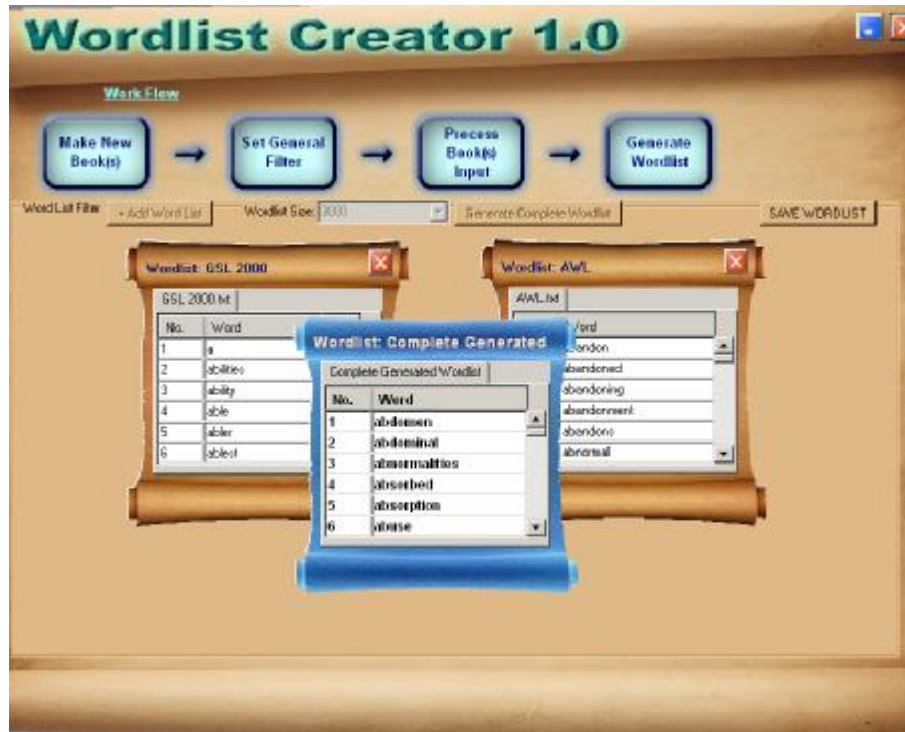 Wordlist Creator 1.0
Work Flow
Make New Book(s) → Set General Filter → Process Book(s) Input → Generate Wordlist
Word List Filter + Add Word List Wordlist Size: 3000 Generate Complete Wordlist SAVE WORDLIST
Wordlist: GSL 2000
GSL 2000.txt
No. Word
1 a
2 abilities
3 ability
4 able
5 abler
6 ablest
Wordlist: Complete Generated
Complete Generated Wordlist
No. Word
1 abdomen
2 abdominal
3 abnormalities
4 absorbed
5 absorption
6 abuse
Wordlist: AWL
AWL.txt
Word
abandon
abandoned
abandoning
abandonment
abandons
abnormal